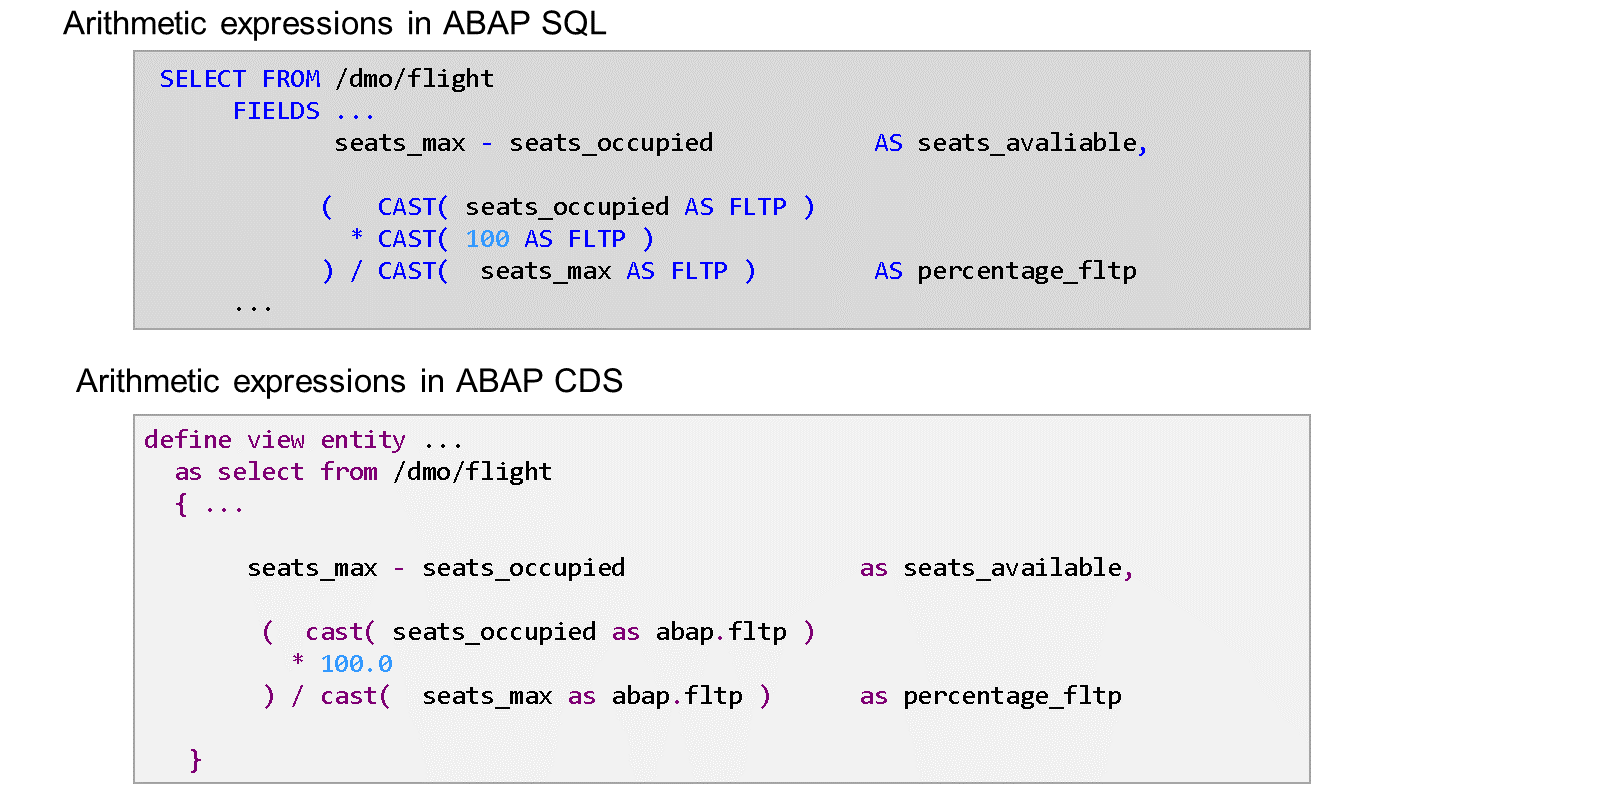 Arithmetic expressions in ABAP SQL
SELECT FROM /dmo/flight
FIELDS ...
seats_max - seats_occupied AS seats_avaliable,
( CAST( seats_occupied AS FLTP )
* CAST( 100 AS FLTP )
) / CAST( seats_max AS FLTP ) AS percentage_fltp
...
Arithmetic expressions in ABAP CDS
define view entity ...
as select from /dmo/flight
{ ...
seats_max - seats_occupied as seats_available,
( cast( seats_occupied as abap.fltp )
* 100.0
) / cast( seats_max as abap.fltp ) as percentage_fltp
}